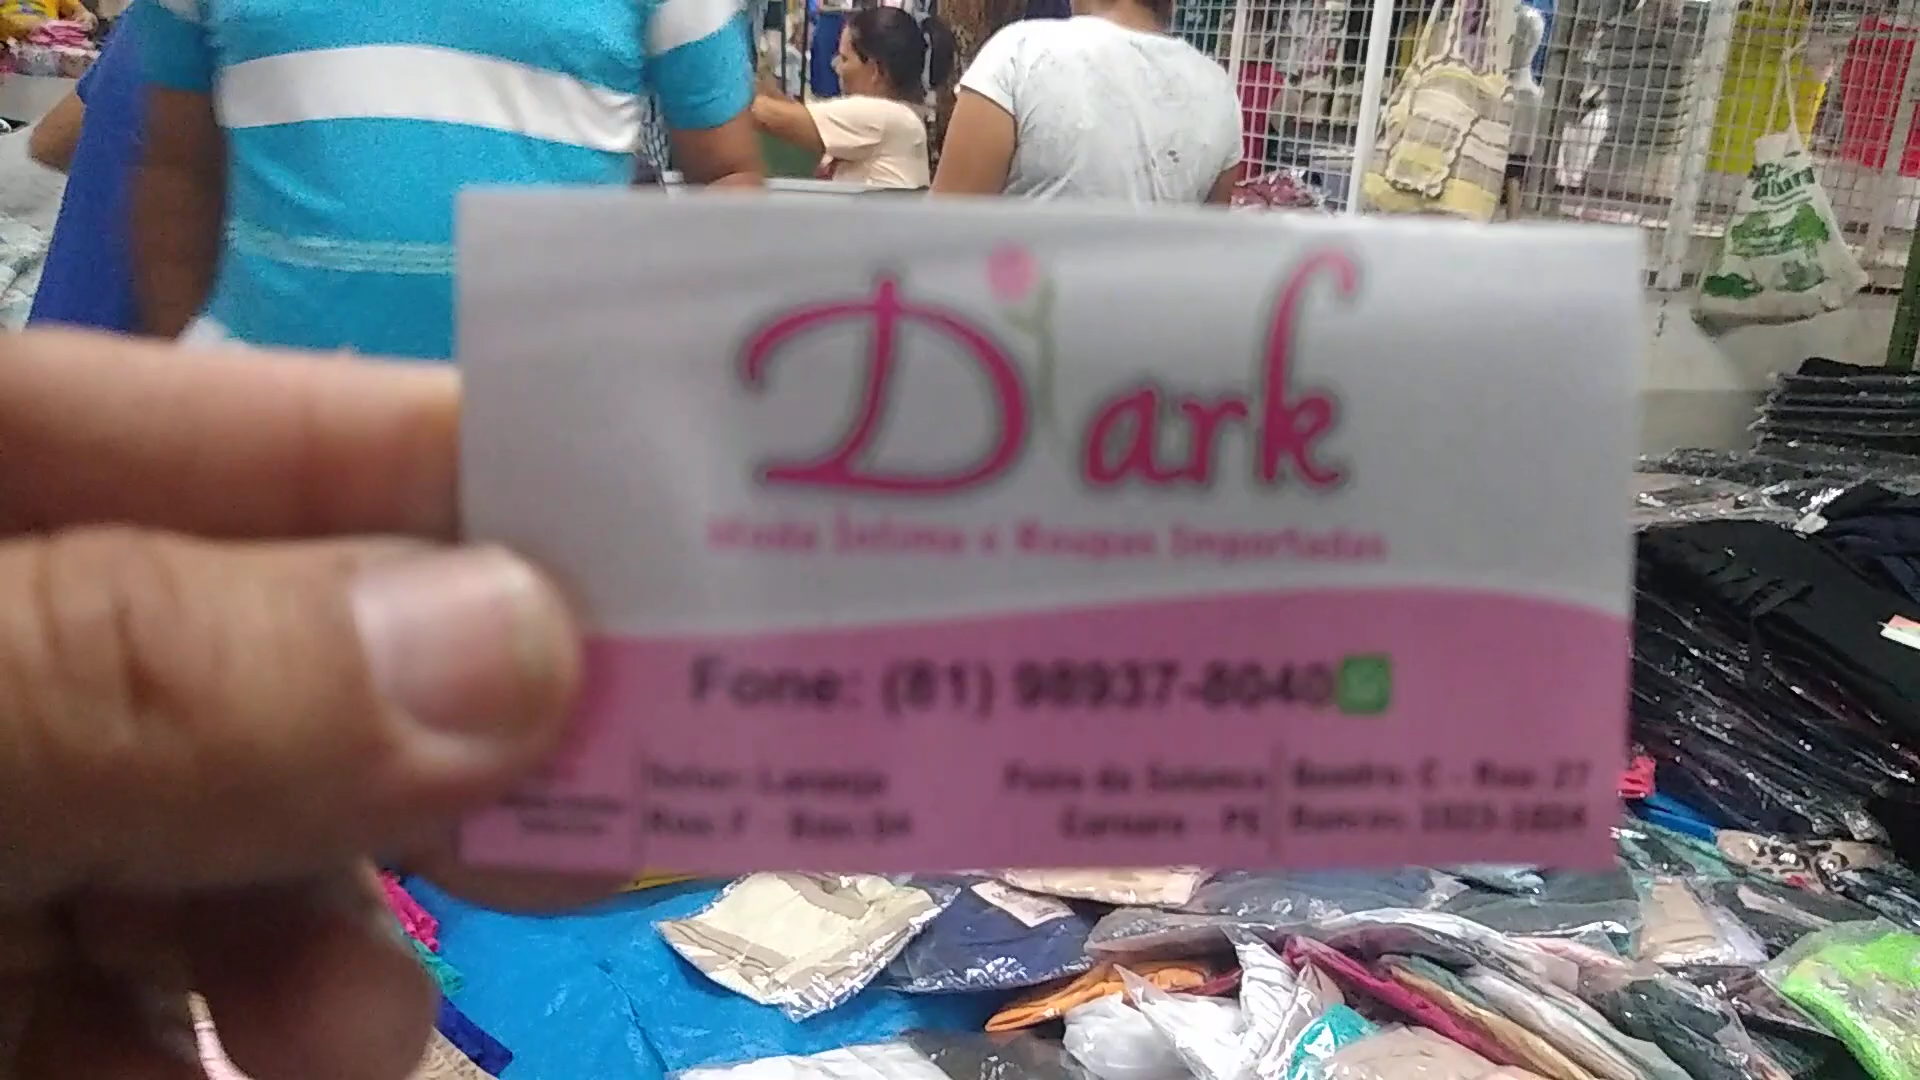 D'ark
Moda Íntima e Roupas Importadas
Fone: (81) 98937-8040
Setor: Laranja
Rua: F - Box: 04
Feira da Sulanca
Caruaru - PE
Quadra: C - Rua: 27
Bancos: 1023-1024